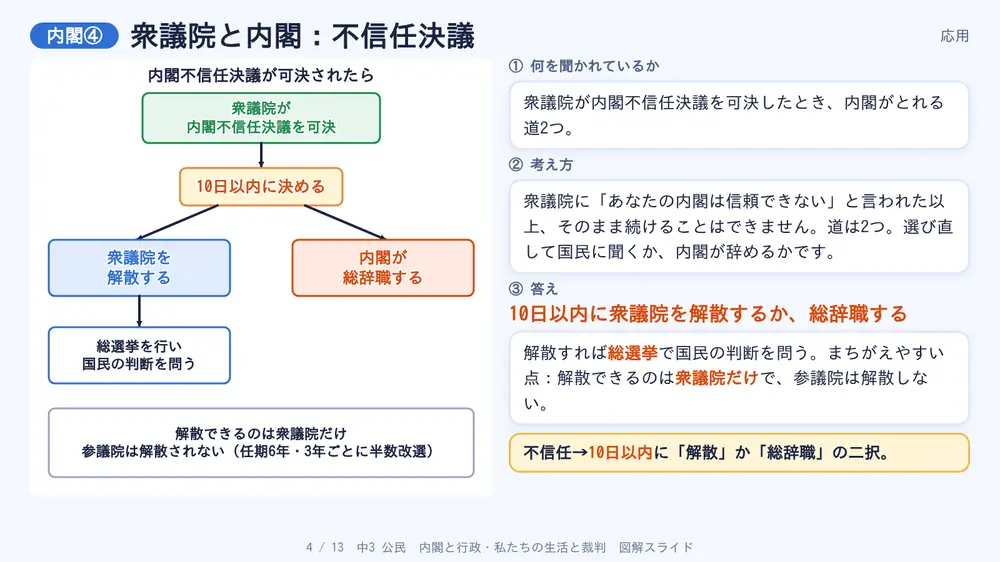 内閣④
衆議院と内閣：不信任決議
応用
内閣不信任決議が可決されたら
衆議院が
内閣不信任決議を可決
10日以内に決める
衆議院を
解散する
内閣が
総辞職する
総選挙を行い
国民の判断を問う
解散できるのは衆議院だけ
参議院は解散されない（任期6年・3年ごとに半数改選）
① 何を聞かれているか
衆議院が内閣不信任決議を可決したとき、内閣がとれる
道2つ。
② 考え方
衆議院に「あなたの内閣は信頼できない」と言われた以
上、そのまま続けることはできません。道は2つ。選び直
して国民に聞くか、内閣が辞めるかです。
③ 答え
10日以内に衆議院を解散するか、総辞職する
解散すれば総選挙で国民の判断を問う。まちがえやすい
点：解散できるのは衆議院だけで、参議院は解散しな
い。
不信任→10日以内に「解散」か「総辞職」の二択。
4 / 13 中3 公民 内閣と行政・私たちの生活と裁判 図解スライド